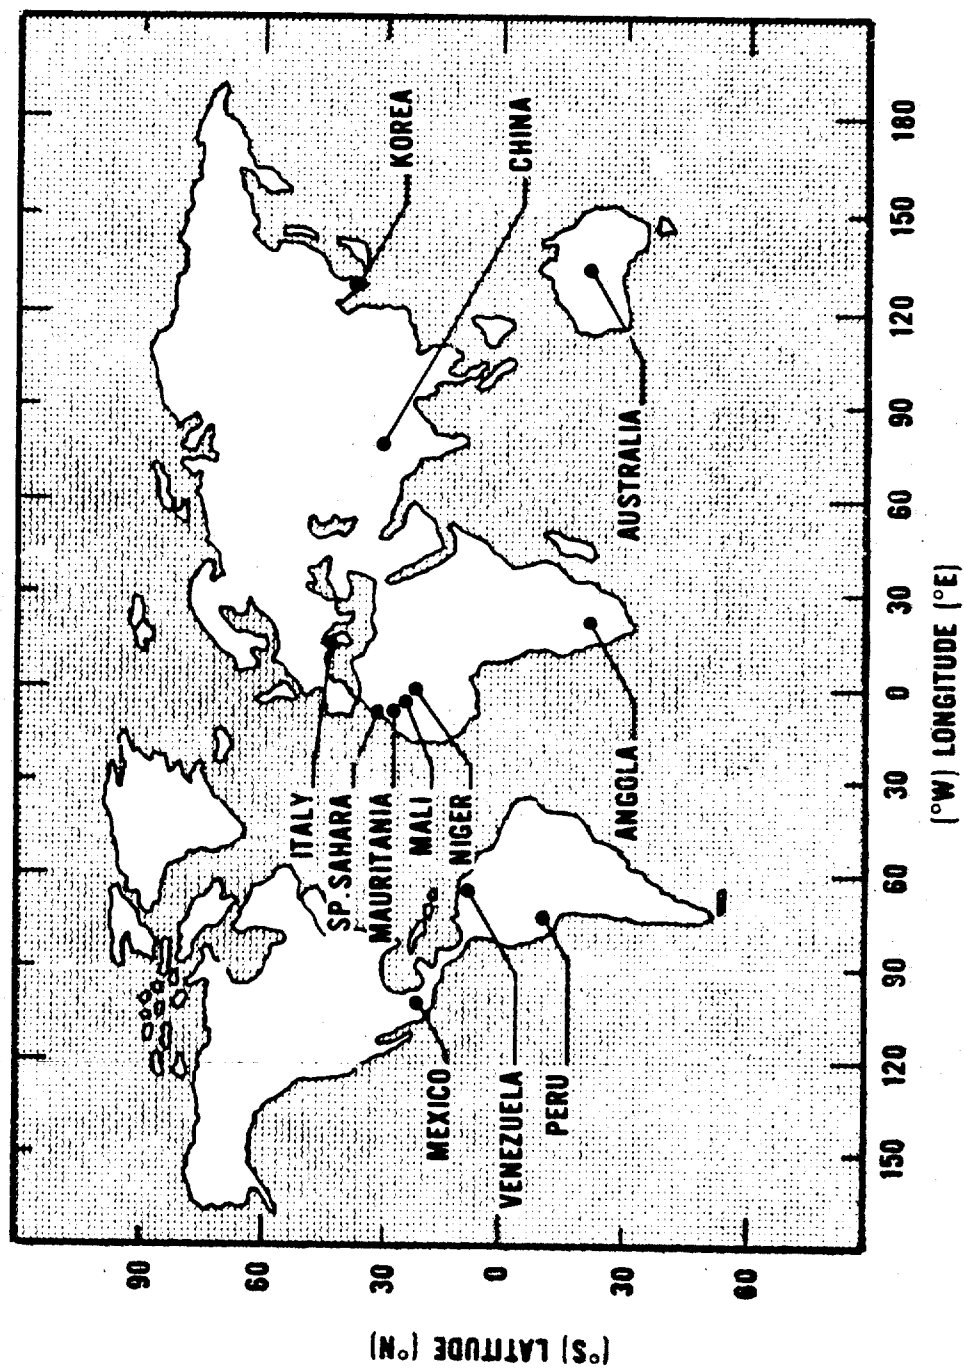 KOREA
CHINA
AUSTRALIA
ITALY
SP SAHARA
MAURITANIA
MALI
NIGER
ANGOLA
MEXICO
VENEZUELA
PERU
(°S) LATITUDE (°N)
90
60
30
0
30
60
150
120
90
60
30
0
30
60
90
120
150
180
(°W) LONGITUDE (°E)